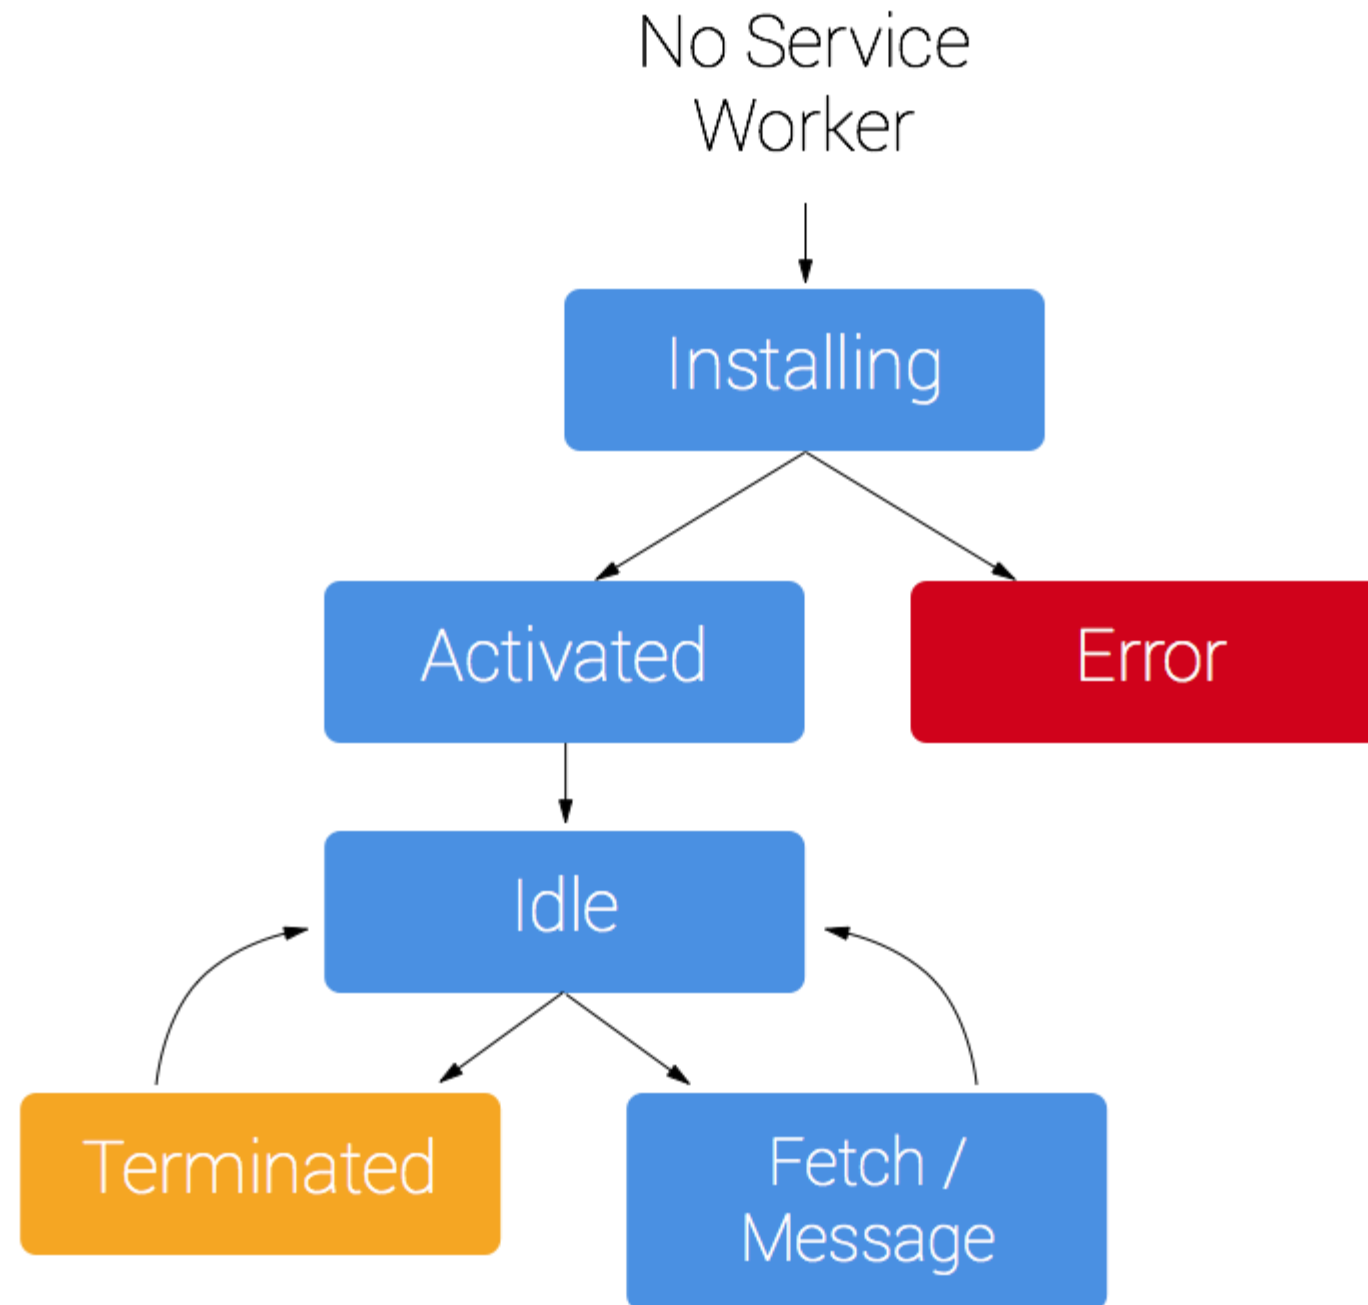 No Service
Worker
Installing
Activated
Error
Idle
Terminated
Fetch /
Message